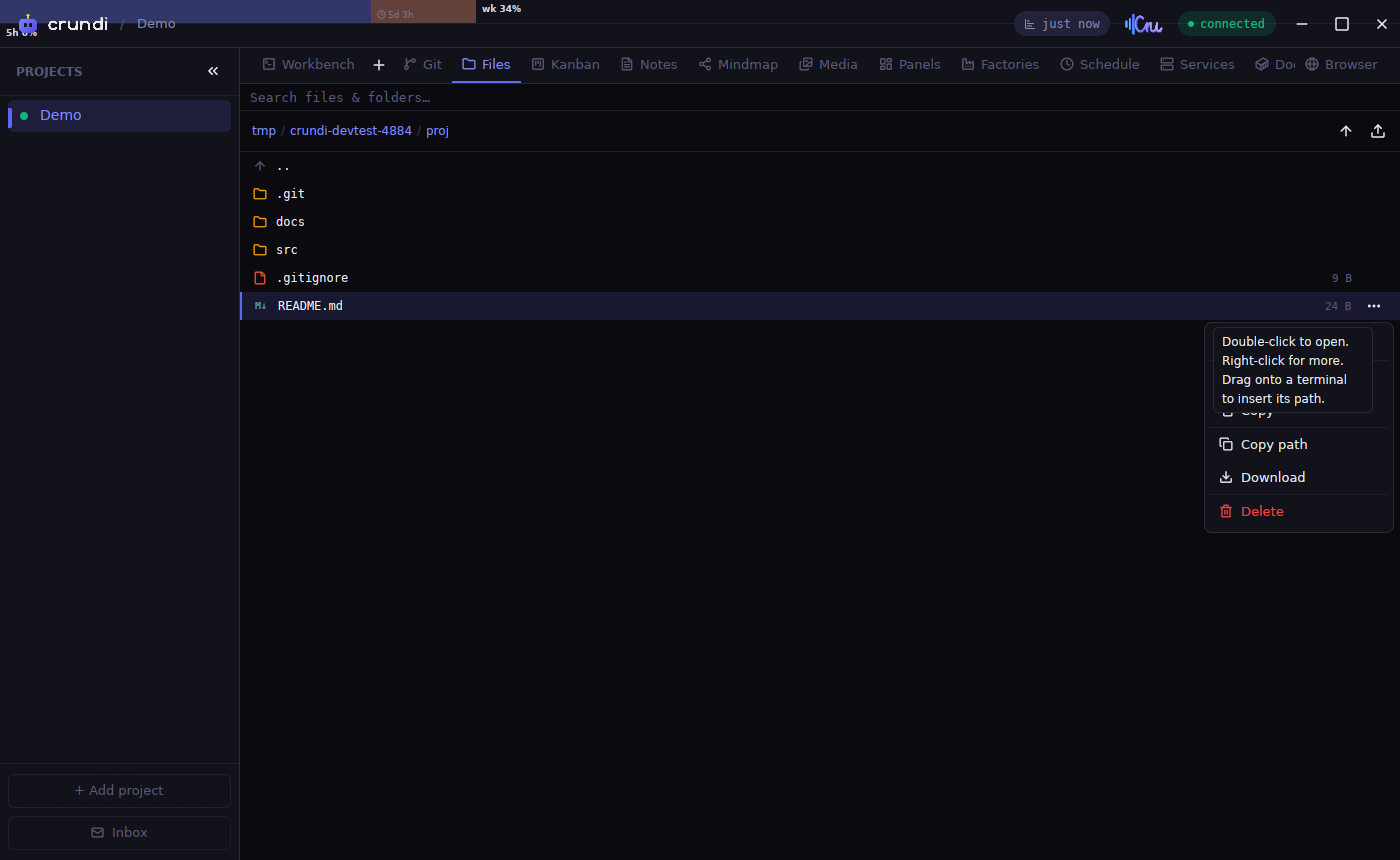 5d 3h
wk 34%
crundi / Demo
just now
Cru
connected
PROJECTS
Demo
+ Add project
Inbox
Workbench
Git
Files
Kanban
Notes
Mindmap
Media
Panels
Factories
Schedule
Services
Browser
Search files & folders…
tmp / crundi-devtest-4884 / proj
..
.git
docs
src
.gitignore 9 B
M↓ README.md 24 B
Double-click to open.
Right-click for more.
Drag onto a terminal
to insert its path.
Copy path
Download
Delete